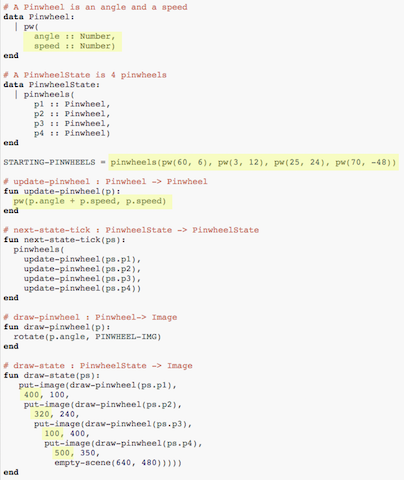 # A Pinwheel is an angle and a speed
data Pinwheel:
| pw(
angle :: Number,
speed :: Number)
end
# A PinwheelState is 4 pinwheels
data PinwheelState:
| pinwheels(
p1 :: Pinwheel,
p2 :: Pinwheel,
p3 :: Pinwheel,
p4 :: Pinwheel)
end
STARTING-PINWHEELS = pinwheels(pw(60, 6), pw(3, 12), pw(25, 24), pw(70, -48))
# update-pinwheel : Pinwheel -> Pinwheel
fun update-pinwheel(p):
pw(p.angle + p.speed, p.speed)
end
# next-state-tick : PinwheelState -> PinwheelState
fun next-state-tick(ps):
pinwheels(
update-pinwheel(ps.p1),
update-pinwheel(ps.p2),
update-pinwheel(ps.p3),
update-pinwheel(ps.p4))
end
# draw-pinwheel : Pinwheel-> Image
fun draw-pinwheel(p):
rotate(p.angle, PINWHEEL-IMG)
end
# draw-state : PinwheelState -> Image
fun draw-state(ps):
put-image(draw-pinwheel(ps.p1),
400, 100,
put-image(draw-pinwheel(ps.p2),
320, 240,
put-image(draw-pinwheel(ps.p3),
100, 400,
put-image(draw-pinwheel(ps.p4),
500, 350,
empty-scene(640, 480)))))
end